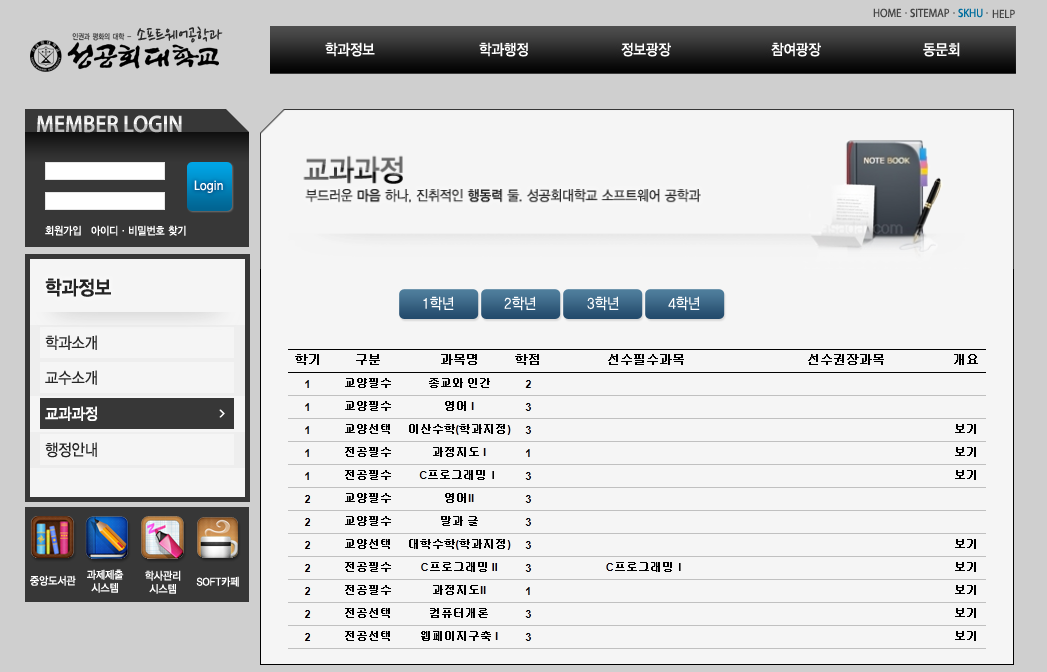 HOME · SITEMAP · SKHU · HELP
인권과 평화의 대학 - 소프트웨어공학과
성공회대학교
학과정보 학과행정 정보광장 참여광장 동문회
MEMBER LOGIN
Login
회원가입 아이디 · 비밀번호 찾기
학과정보
학과소개
교수소개
교과과정 >
행정안내
중앙도서관
과제제출
시스템
학사관리
시스템
SOFT카페
교과과정
부드러운 마음 하나, 진취적인 행동력 둘. 성공회대학교 소프트웨어 공학과
NOTE BOOK
1학년 2학년 3학년 4학년
학기 구분 과목명 학점 선수필수과목 선수권장과목 개요
1 교양필수 종교와 인간 2
1 교양필수 영어 I 3
1 교양선택 이산수학(학과지정) 3 보기
1 전공필수 과정지도 I 1 보기
1 전공필수 C프로그래밍 I 3 보기
2 교양필수 영어II 3
2 교양필수 말과 글 3
2 교양선택 대학수학(학과지정) 3 보기
2 전공필수 C프로그래밍 II 3 C프로그래밍 I 보기
2 전공필수 과정지도II 1 보기
2 전공선택 컴퓨터개론 3 보기
2 전공선택 웹페이지구축 I 3 보기